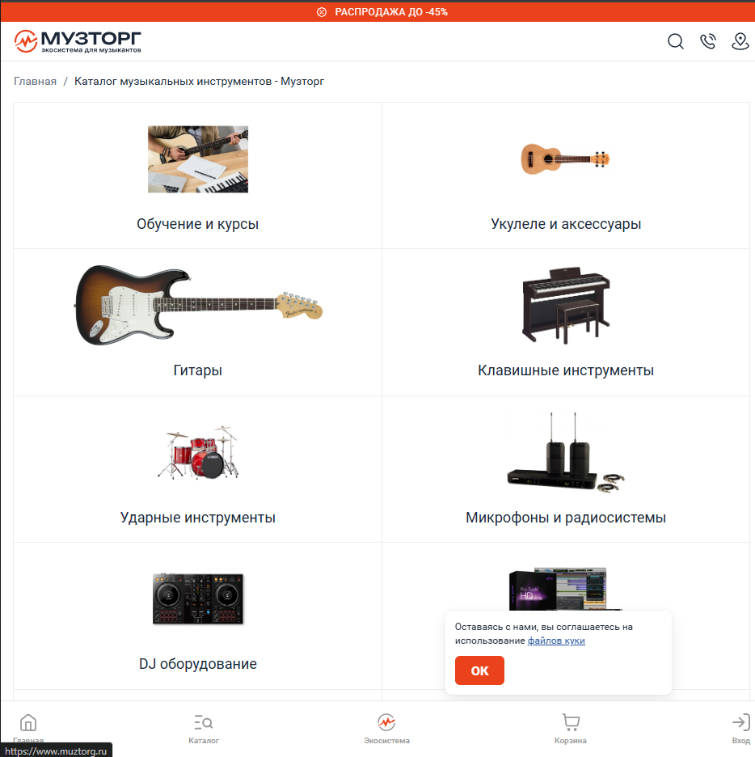 РАСПРОДАЖА ДО -45%
МУЗТОРГ
экосистема для музыкантов
Главная / Каталог музыкальных инструментов - Музторг
Обучение и курсы
Укулеле и аксессуары
Гитары
Клавишные инструменты
Ударные инструменты
Микрофоны и радиосистемы
DJ оборудование
HD
Оставаясь с нами, вы соглашаетесь на
использование файлов куки
ОК
Главная
Каталог
Экосистема
Корзина
Вход
https://www.muztorg.ru